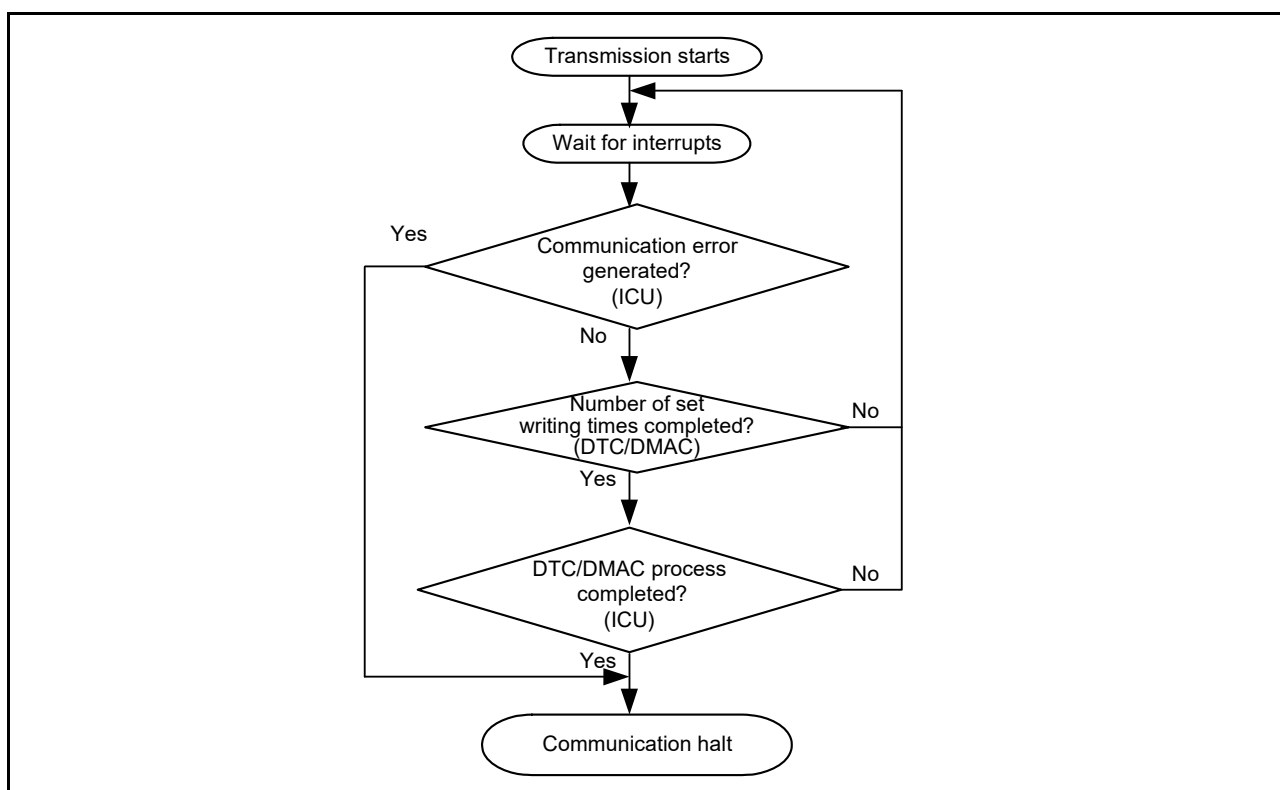 Transmission starts
Wait for interrupts
Yes
Communication error
generated?
(ICU)
No
Number of set
writing times completed?
(DTC/DMAC)
No
Yes
DTC/DMAC process
completed?
(ICU)
No
Yes
Communication halt